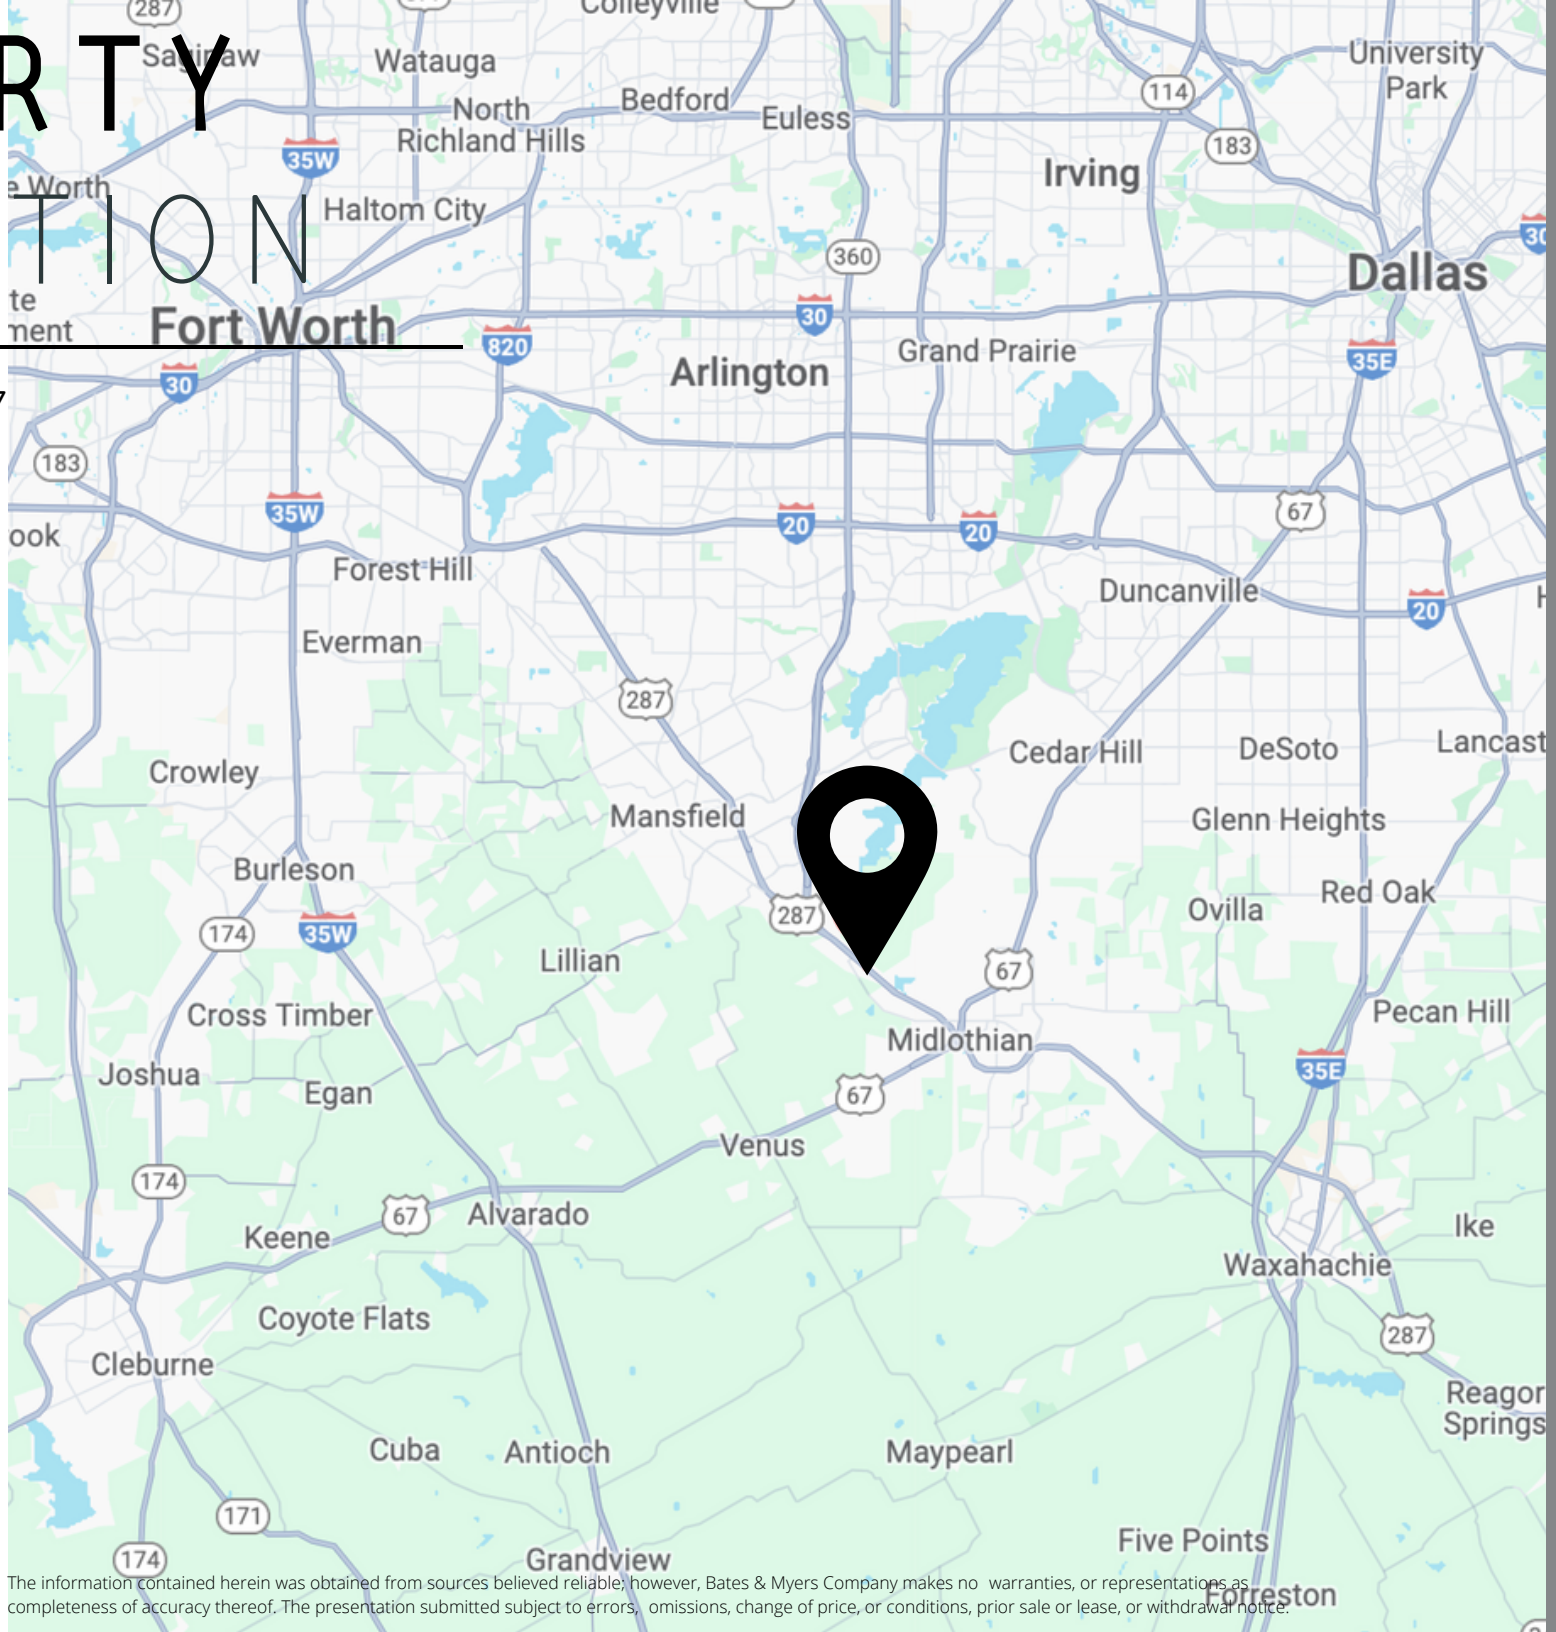 287
Colleyville
RTY
Saginaw
Watauga
University
Park
North
Richland Hills
Bedford
Euless
114
183
35W
Irving
e Worth
TION
Haltom City
360
30
Dallas
te
ment
Fort Worth
30
820
Grand Prairie
35E
Arlington
30
7
183
35W
67
20
20
ook
Forest Hill
Duncanville
20
H
Everman
287
Cedar Hill
DeSoto
Lancast
Crowley
Mansfield
Glenn Heights
Burleson
Red Oak
Ovilla
287
174
35W
Lillian
67
Cross Timber
Pecan Hill
Midlothian
Joshua
35E
Egan
67
Venus
174
67
Alvarado
Ike
Keene
Waxahachie
Coyote Flats
287
Cleburne
Reagor
Springs
Cuba
Antioch
Maypearl
171
Five Points
174
Grandview
Forreston
The information contained herein was obtained from sources believed reliable; however, Bates & Myers Company makes no warranties, or representations as
completeness of accuracy thereof. The presentation submitted subject to errors, omissions, change of price, or conditions, prior sale or lease, or withdrawal notice.